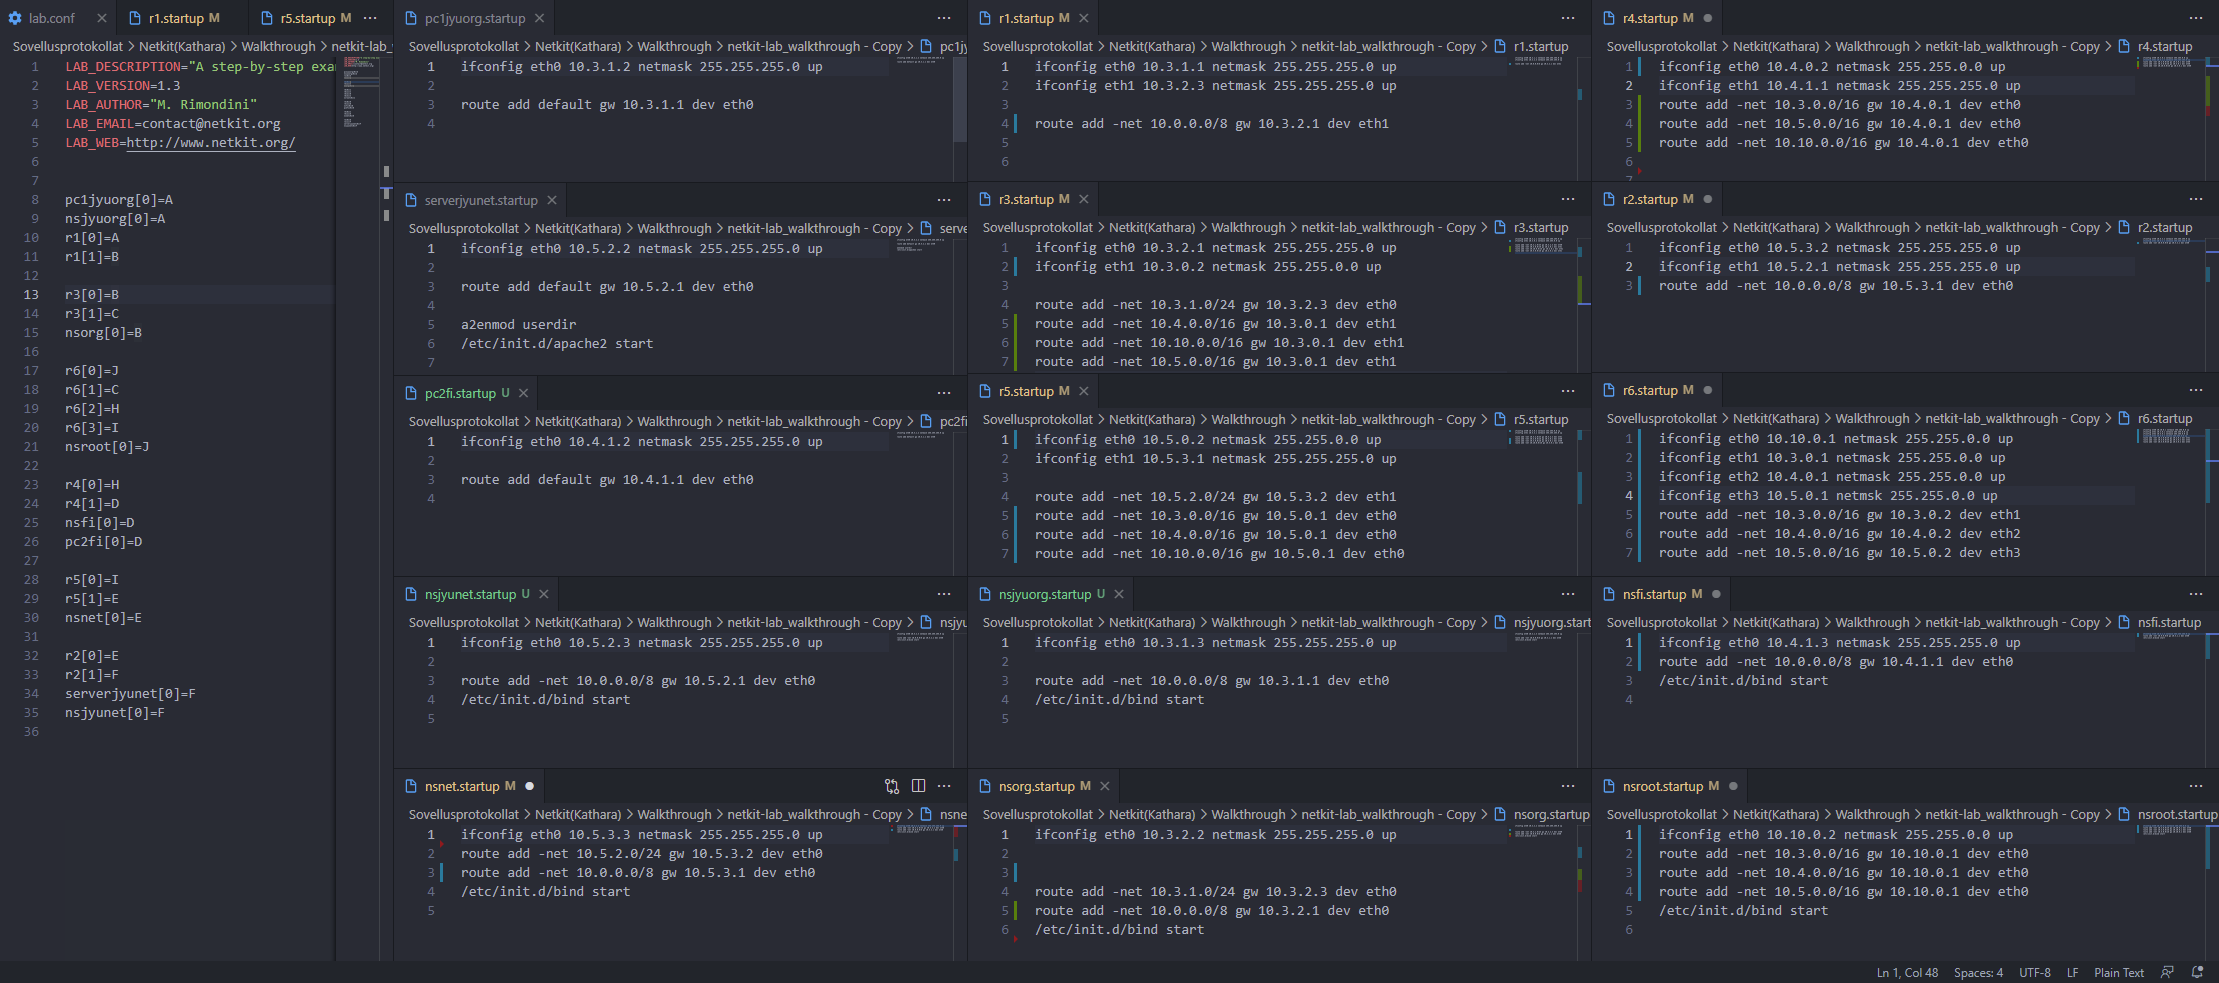 lab.conf
r1.startup M
r5.startup M
Sovellusprotokollat > Netkit(Kathara) > Walkthrough > netkit-lab_
1 LAB_DESCRIPTION="A step-by-step exa
2 LAB_VERSION=1.3
3 LAB_AUTHOR="M. Rimondini"
4 LAB_EMAIL=contact@netkit.org
5 LAB_WEB=http://www.netkit.org/
6
7
8 pc1jyuorg[0]=A
9 nsjyuorg[0]=A
10 r1[0]=A
11 r1[1]=B
12
13 r3[0]=B
14 r3[1]=C
15 nsorg[0]=B
16
17 r6[0]=J
18 r6[1]=C
19 r6[2]=H
20 r6[3]=I
21 nsroot[0]=J
22
23 r4[0]=H
24 r4[1]=D
25 nsfi[0]=D
26 pc2fi[0]=D
27
28 r5[0]=I
29 r5[1]=E
30 nsnet[0]=E
31
32 r2[0]=E
33 r2[1]=F
34 serverjyunet[0]=F
35 nsjyunet[0]=F
36
pc1jyuorg.startup
Sovellusprotokollat > Netkit(Kathara) > Walkthrough > netkit-lab_walkthrough - Copy > pc1jy
1 ifconfig eth0 10.3.1.2 netmask 255.255.255.0 up
2
3 route add default gw 10.3.1.1 dev eth0
4
serverjyunet.startup
Sovellusprotokollat > Netkit(Kathara) > Walkthrough > netkit-lab_walkthrough - Copy > serve
1 ifconfig eth0 10.5.2.2 netmask 255.255.255.0 up
2
3 route add default gw 10.5.2.1 dev eth0
4
5 a2enmod userdir
6 /etc/init.d/apache2 start
7
pc2fi.startup U
Sovellusprotokollat > Netkit(Kathara) > Walkthrough > netkit-lab_walkthrough - Copy > pc2fi
1 ifconfig eth0 10.4.1.2 netmask 255.255.255.0 up
2
3 route add default gw 10.4.1.1 dev eth0
4
nsjyunet.startup U
Sovellusprotokollat > Netkit(Kathara) > Walkthrough > netkit-lab_walkthrough - Copy > nsjyu
1 ifconfig eth0 10.5.2.3 netmask 255.255.255.0 up
2
3 route add -net 10.0.0.0/8 gw 10.5.2.1 dev eth0
4 /etc/init.d/bind start
5
nsnet.startup M
Sovellusprotokollat > Netkit(Kathara) > Walkthrough > netkit-lab_walkthrough - Copy > nsne
1 ifconfig eth0 10.5.3.3 netmask 255.255.255.0 up
2 route add -net 10.5.2.0/24 gw 10.5.3.2 dev eth0
3 route add -net 10.0.0.0/8 gw 10.5.3.1 dev eth0
4 /etc/init.d/bind start
5
r1.startup M
Sovellusprotokollat > Netkit(Kathara) > Walkthrough > netkit-lab_walkthrough - Copy > r1.startup
1 ifconfig eth0 10.3.1.1 netmask 255.255.255.0 up
2 ifconfig eth1 10.3.2.3 netmask 255.255.255.0 up
3
4 route add -net 10.0.0.0/8 gw 10.3.2.1 dev eth1
5
6
r3.startup M
Sovellusprotokollat > Netkit(Kathara) > Walkthrough > netkit-lab_walkthrough - Copy > r3.startup
1 ifconfig eth0 10.3.2.1 netmask 255.255.255.0 up
2 ifconfig eth1 10.3.0.2 netmask 255.255.0.0 up
3
4 route add -net 10.3.1.0/24 gw 10.3.2.3 dev eth0
5 route add -net 10.4.0.0/16 gw 10.3.0.1 dev eth1
6 route add -net 10.10.0.0/16 gw 10.3.0.1 dev eth1
7 route add -net 10.5.0.0/16 gw 10.3.0.1 dev eth1
r5.startup M
Sovellusprotokollat > Netkit(Kathara) > Walkthrough > netkit-lab_walkthrough - Copy > r5.startup
1 ifconfig eth0 10.5.0.2 netmask 255.255.0.0 up
2 ifconfig eth1 10.5.3.1 netmask 255.255.255.0 up
3
4 route add -net 10.5.2.0/24 gw 10.5.3.2 dev eth1
5 route add -net 10.3.0.0/16 gw 10.5.0.1 dev eth0
6 route add -net 10.4.0.0/16 gw 10.5.0.1 dev eth0
7 route add -net 10.10.0.0/16 gw 10.5.0.1 dev eth0
nsjyuorg.startup U
Sovellusprotokollat > Netkit(Kathara) > Walkthrough > netkit-lab_walkthrough - Copy > nsjyuorg.start
1 ifconfig eth0 10.3.1.3 netmask 255.255.255.0 up
2
3 route add -net 10.0.0.0/8 gw 10.3.1.1 dev eth0
4 /etc/init.d/bind start
5
nsorg.startup M
Sovellusprotokollat > Netkit(Kathara) > Walkthrough > netkit-lab_walkthrough - Copy > nsorg.startup
1 ifconfig eth0 10.3.2.2 netmask 255.255.255.0 up
2
3
4 route add -net 10.3.1.0/24 gw 10.3.2.3 dev eth0
5 route add -net 10.0.0.0/8 gw 10.3.2.1 dev eth0
6 /etc/init.d/bind start
r4.startup M
Sovellusprotokollat > Netkit(Kathara) > Walkthrough > netkit-lab_walkthrough - Copy > r4.startup
1 ifconfig eth0 10.4.0.2 netmask 255.255.0.0 up
2 ifconfig eth1 10.4.1.1 netmask 255.255.255.0 up
3 route add -net 10.3.0.0/16 gw 10.4.0.1 dev eth0
4 route add -net 10.5.0.0/16 gw 10.4.0.1 dev eth0
5 route add -net 10.10.0.0/16 gw 10.4.0.1 dev eth0
6
7
r2.startup M
Sovellusprotokollat > Netkit(Kathara) > Walkthrough > netkit-lab_walkthrough - Copy > r2.startup
1 ifconfig eth0 10.5.3.2 netmask 255.255.255.0 up
2 ifconfig eth1 10.5.2.1 netmask 255.255.255.0 up
3 route add -net 10.0.0.0/8 gw 10.5.3.1 dev eth0
r6.startup M
Sovellusprotokollat > Netkit(Kathara) > Walkthrough > netkit-lab_walkthrough - Copy > r6.startup
1 ifconfig eth0 10.10.0.1 netmask 255.255.0.0 up
2 ifconfig eth1 10.3.0.1 netmask 255.255.0.0 up
3 ifconfig eth2 10.4.0.1 netmask 255.255.0.0 up
4 ifconfig eth3 10.5.0.1 netmsk 255.255.0.0 up
5 route add -net 10.3.0.0/16 gw 10.3.0.2 dev eth1
6 route add -net 10.4.0.0/16 gw 10.4.0.2 dev eth2
7 route add -net 10.5.0.0/16 gw 10.5.0.2 dev eth3
nsfi.startup M
Sovellusprotokollat > Netkit(Kathara) > Walkthrough > netkit-lab_walkthrough - Copy > nsfi.startup
1 ifconfig eth0 10.4.1.3 netmask 255.255.255.0 up
2 route add -net 10.0.0.0/8 gw 10.4.1.1 dev eth0
3 /etc/init.d/bind start
4
nsroot.startup M
Sovellusprotokollat > Netkit(Kathara) > Walkthrough > netkit-lab_walkthrough - Copy > nsroot.startup
1 ifconfig eth0 10.10.0.2 netmask 255.255.0.0 up
2 route add -net 10.3.0.0/16 gw 10.10.0.1 dev eth0
3 route add -net 10.4.0.0/16 gw 10.10.0.1 dev eth0
4 route add -net 10.5.0.0/16 gw 10.10.0.1 dev eth0
5 /etc/init.d/bind start
6
Ln 1, Col 48 Spaces: 4 UTF-8 LF Plain Text